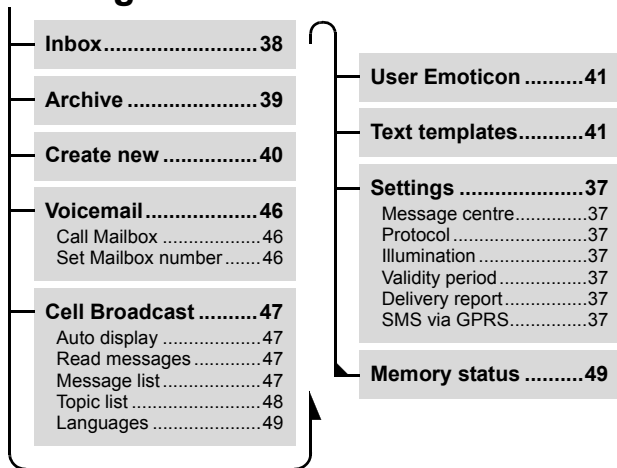 Inbox......................38
Archive......................39
Create new................40
Voicemail..................46
Call Mailbox...................46
Set Mailbox number.......46
Cell Broadcast..........47
Auto display...................47
Read messages..............47
Message list...................47
Topic list.......................48
Languages.....................49
User Emoticon..........41
Text templates...........41
Settings.....................37
Message centre..............37
Protocol..........................37
Illumination.....................37
Validity period.................37
Delivery report................37
SMS via GPRS...............37
Memory status..........49